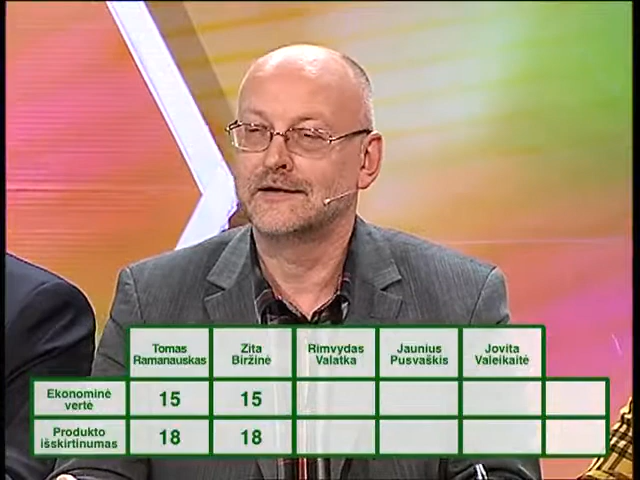 Tomas Ramanauskas
Zita Biržinė
Rimvydas Valatka
Jaunius Pusvaškis
Jovita Valeikaitė
Ekonominė vertė
15 15
Produkto išskirtinumas
18 18